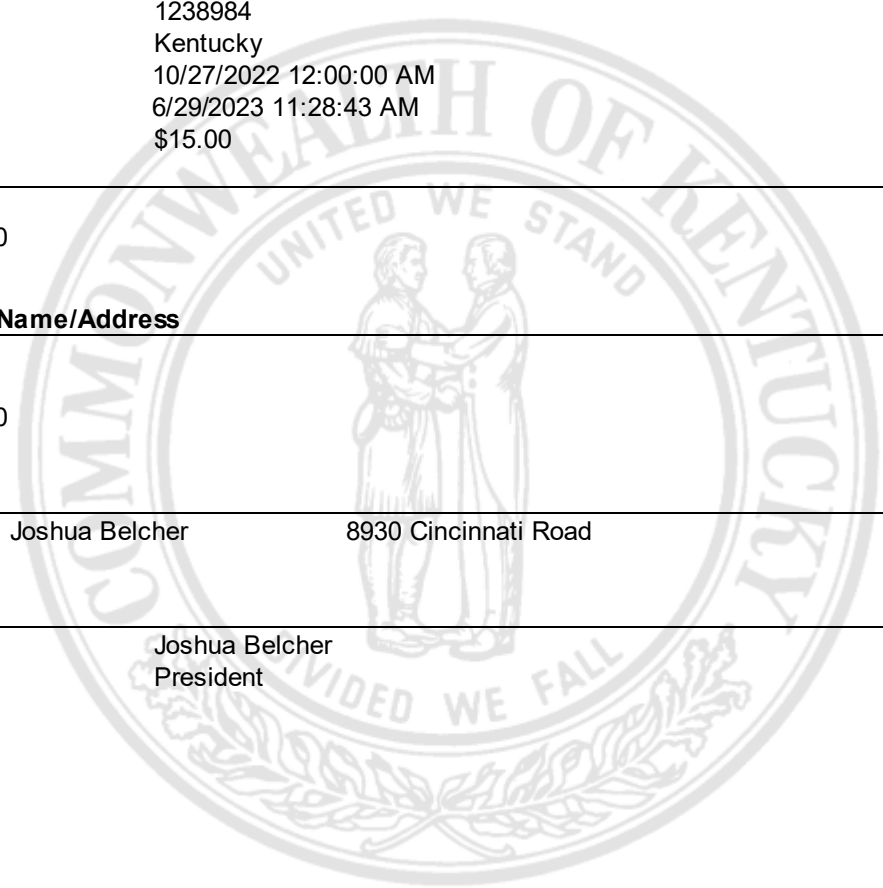 1238984
Kentucky
10/27/2022 12:00:00 AM
6/29/2023 11:28:43 AM
$15.00
COMMONWEALTH OF KENTUCKY
UNITED WE STAND
0
Name/Address
0
Joshua Belcher 8930 Cincinnati Road
Joshua Belcher
President
DIVIDED WE FALL